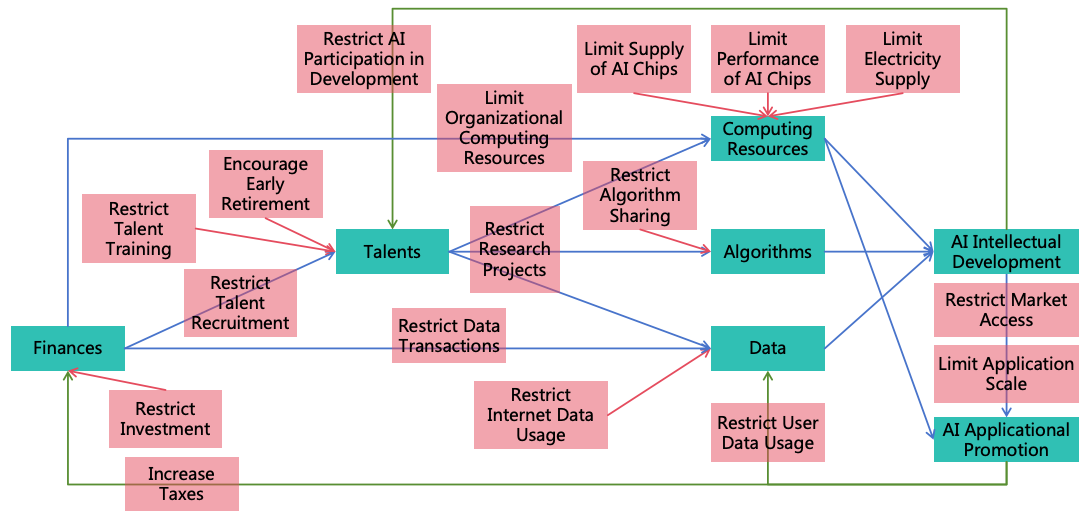 Restrict AI
Participation in
Development
Limit Supply
of AI Chips
Limit
Performance
of AI Chips
Limit
Electricity
Supply
Limit
Organizational
Computing
Resources
Computing
Resources
Encourage
Early
Retirement
Restrict
Algorithm
Sharing
Restrict
Talent
Training
Talents
Restrict
Research
Projects
Algorithms
AI Intellectual
Development
Restrict
Talent
Recruitment
Restrict Market
Access
Finances
Restrict Data
Transactions
Data
Limit Application
Scale
Restrict
Investment
Restrict
Internet Data
Usage
Restrict User
Data Usage
AI Applicational
Promotion
Increase
Taxes